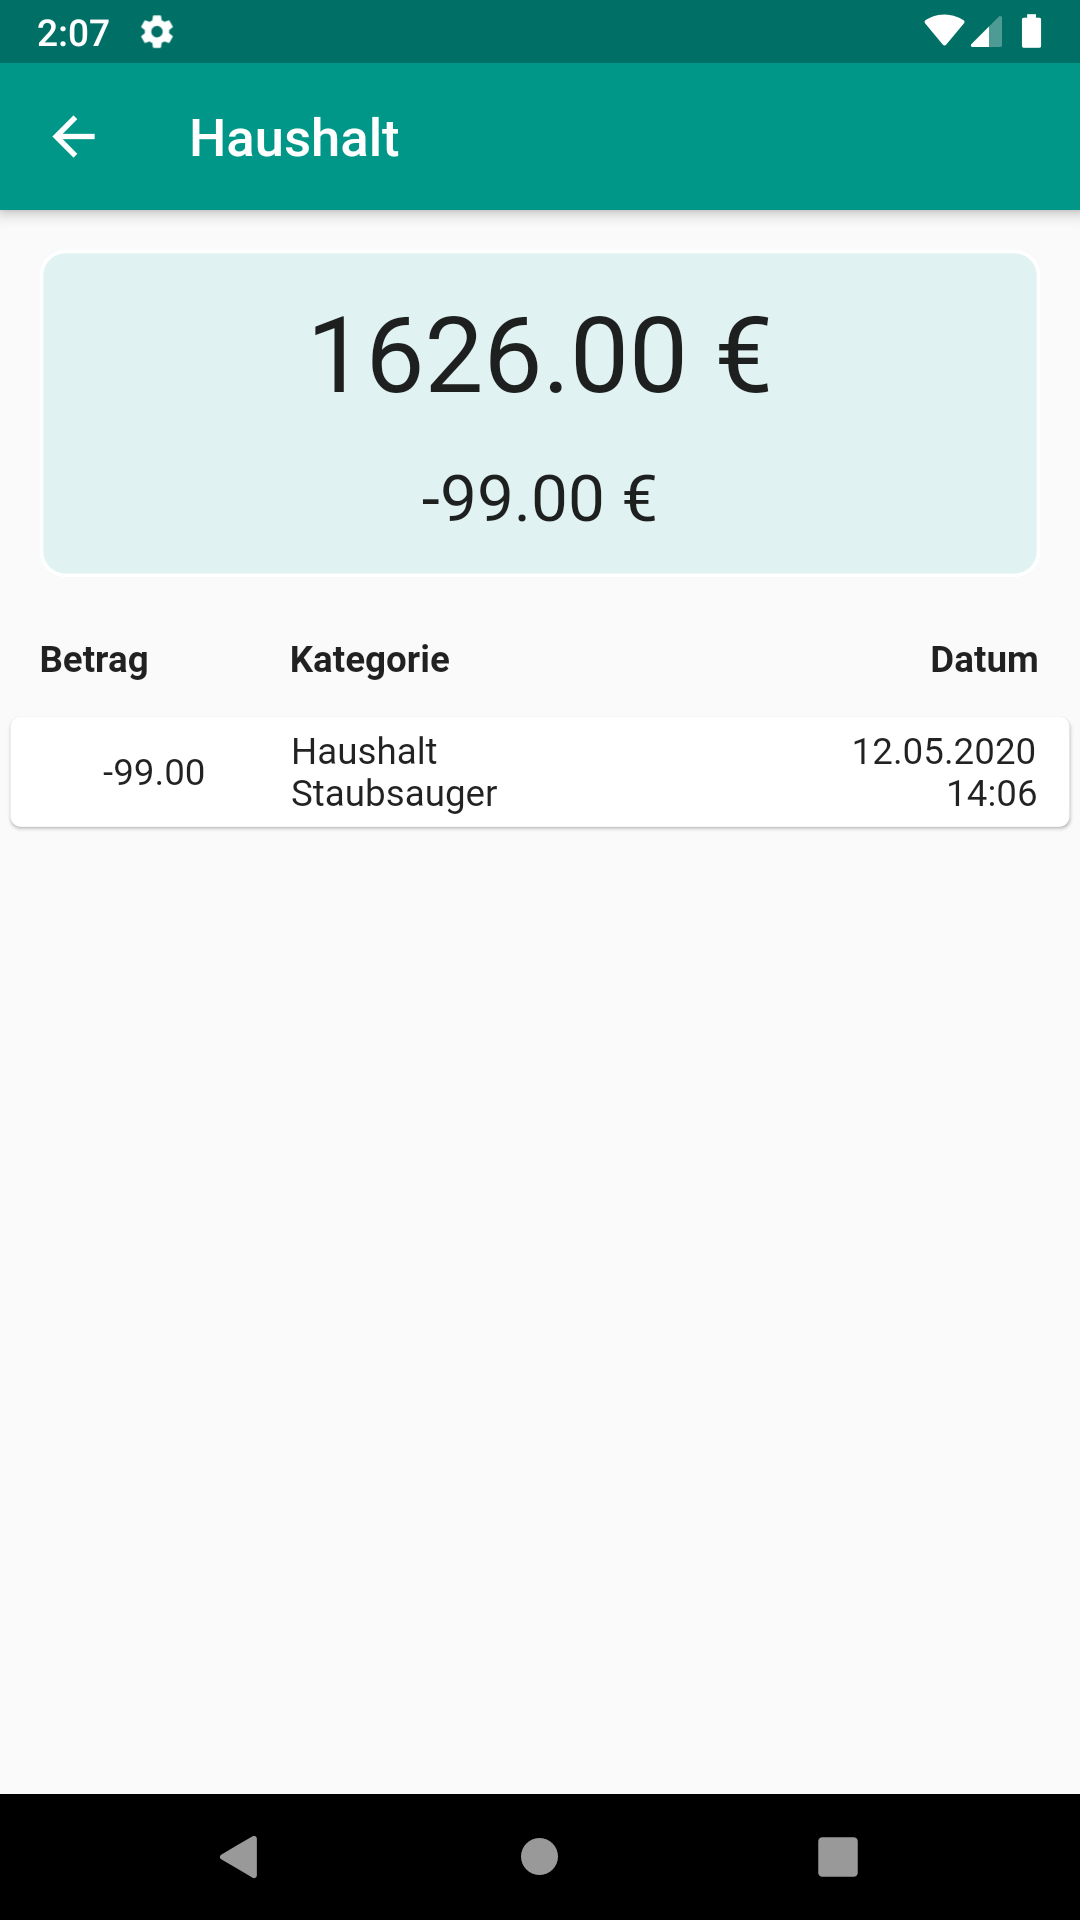 2:07
Haushalt
1626.00 €
-99.00 €
Betrag Kategorie Datum
-99.00 Haushalt 12.05.2020
Staubsauger 14:06